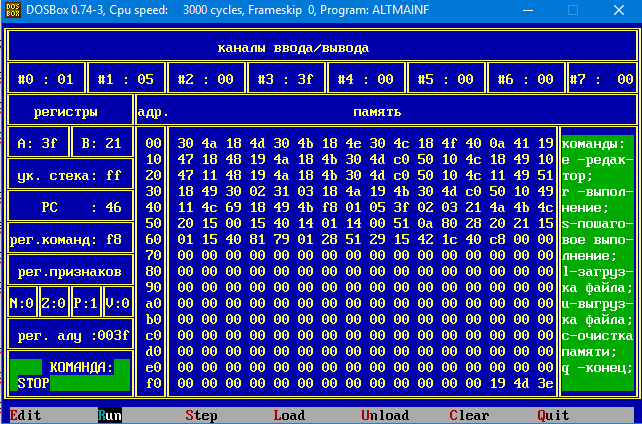 DOSBox 0.74-3, Cpu speed: 3000 cycles, Frameskip 0, Program: ALTMAINF
каналы ввода/вывода
#0 : 01 #1 : 05 #2 : 00 #3 : 3f #4 : 00 #5 : 00 #6 : 00 #7 : 00
регистры адр. память
A: 3f B: 21
ук. стека: ff
PC : 46
рег.команд: f8
рег.признаков
N:0 Z:0 P:1 V:0
рег. алу :003f
КОМАНДА:
STOP
00 30 4a 18 4d 30 4b 18 4e 30 4c 18 4f 40 0a 41 19
10 47 18 48 19 4a 18 4b 30 4d c0 50 10 4c 18 49 10
20 47 11 48 19 4a 18 4b 30 4d c0 50 10 4c 11 49 51
30 18 49 30 02 31 03 18 4a 19 4b 30 4d c0 50 10 49
40 11 4c 69 18 49 4b f8 01 05 3f 02 03 21 4a 4b 4c
50 20 15 00 15 40 14 01 14 00 51 0a 80 28 20 21 15
60 01 15 40 81 79 01 28 51 29 15 42 1c 40 c8 00 00
70 00 00 00 00 00 00 00 00 00 00 00 00 00 00 00 00
80 00 00 00 00 00 00 00 00 00 00 00 00 00 00 00 00
90 00 00 00 00 00 00 00 00 00 00 00 00 00 00 00 00
a0 00 00 00 00 00 00 00 00 00 00 00 00 00 00 00 00
b0 00 00 00 00 00 00 00 00 00 00 00 00 00 00 00 00
c0 00 00 00 00 00 00 00 00 00 00 00 00 00 00 00 00
d0 00 00 00 00 00 00 00 00 00 00 00 00 00 00 00 00
e0 00 00 00 00 00 00 00 00 00 00 00 00 00 00 00 00
f0 00 00 00 00 00 00 00 00 00 00 00 00 00 19 4d 3e
команды:
e -редак-
тор;
r -выпол-
нение;
s-пошаго-
вое выпо-
лнение;
l-загруз-
ка файла;
u-выгруз-
ка файла;
c-очистка
памяти;
q -конец;
Edit Run Step Load Unload Clear Quit